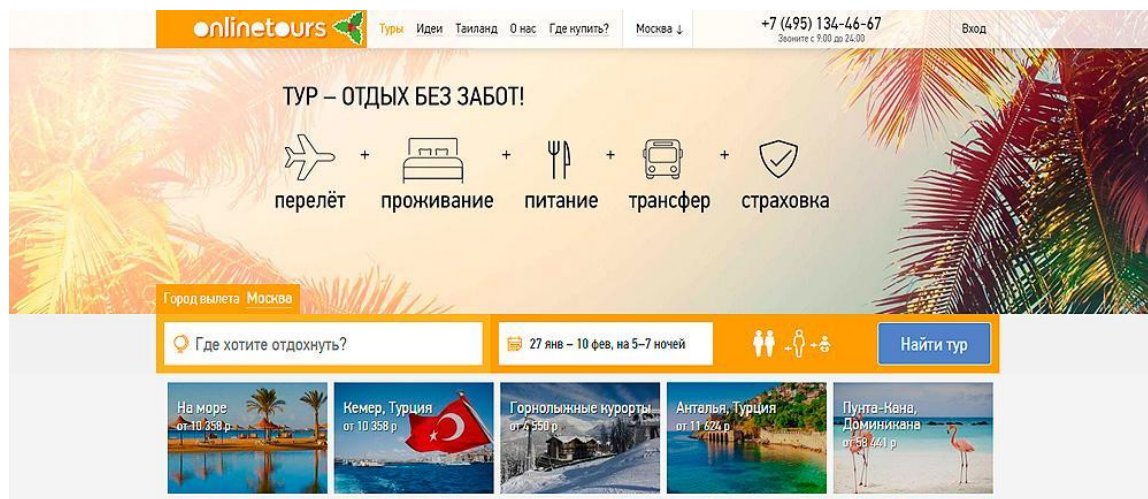 onlinetours
Туры Идеи Таиланд О нас Где купить? Москва ↓
+7 (495) 134-46-67
Звоните с 9:00 до 24:00
Вход
ТУР – ОТДЫХ БЕЗ ЗАБОТ!
+ + + +
перелёт проживание питание трансфер страховка
Город вылета Москва
Где хотите отдохнуть?
27 янв – 10 фев, на 5–7 ночей
+ +
Найти тур
На море
от 10 358 р
Кемер, Турция
от 10 358 р
Горнолыжные курорты
от 4 550 р
Анталья, Турция
от 11 624 р
Пунта-Кана,
Доминикана
от 58 441 р